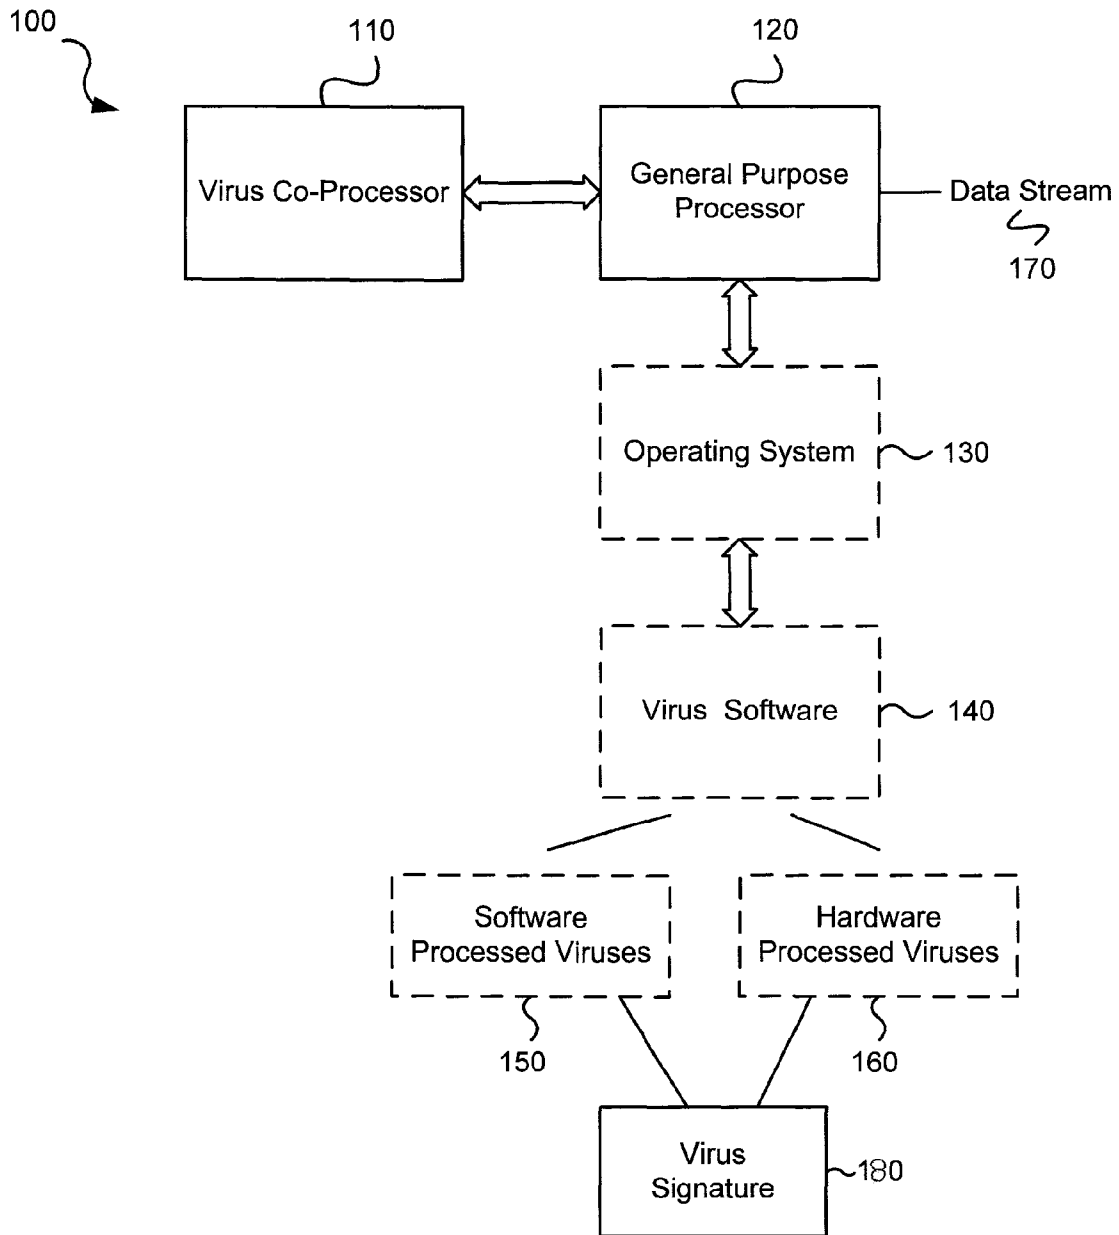 100
110
120
Virus Co-Processor
General Purpose
Processor
Data Stream
170
Operating System
130
Virus Software
140
Software
Processed Viruses
Hardware
Processed Viruses
150
160
Virus
Signature
180